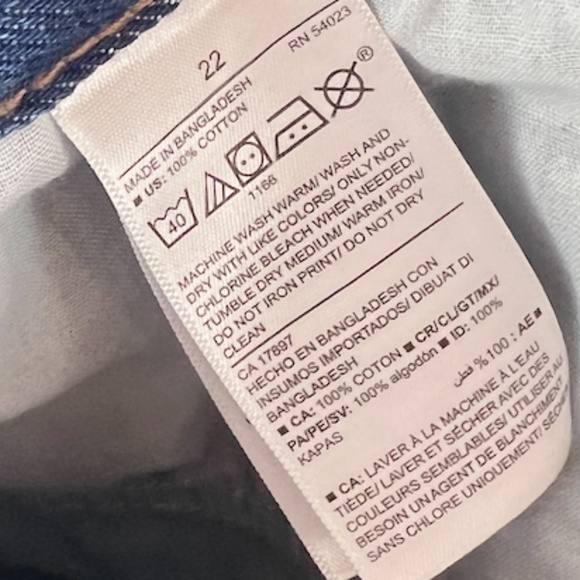 22
RN 54023
MADE IN BANGLADESH
■ US: 100% COTTON
40
®
1166
MACHINE WASH WARM/ WASH AND
DRY WITH LIKE COLORS/ ONLY NON-
CHLORINE BLEACH WHEN NEEDED/
TUMBLE DRY MEDIUM/ WARM IRON/
DO NOT IRON PRINT/ DO NOT DRY
CLEAN
CA 17897
HECHO EN BANGLADESH CON
INSUMOS IMPORTADOS/ DIBUAT DI
BANGLADESH
■ CA: 100% COTON ■ CR/CL/GT/MX/
PA/PE/SV: 100% algodón ■ ID: 100%
KAPAS
قطن %100 : AE ■
■ CA: LAVER À LA MACHINE À L'EAU
TIÈDE/ LAVER ET SÉCHER AVEC DES
COULEURS SEMBLABLES/ UTILISER AU
BESOIN UN AGENT DE BLANCHIMENT
SANS CHLORE UNIQUEMENT/